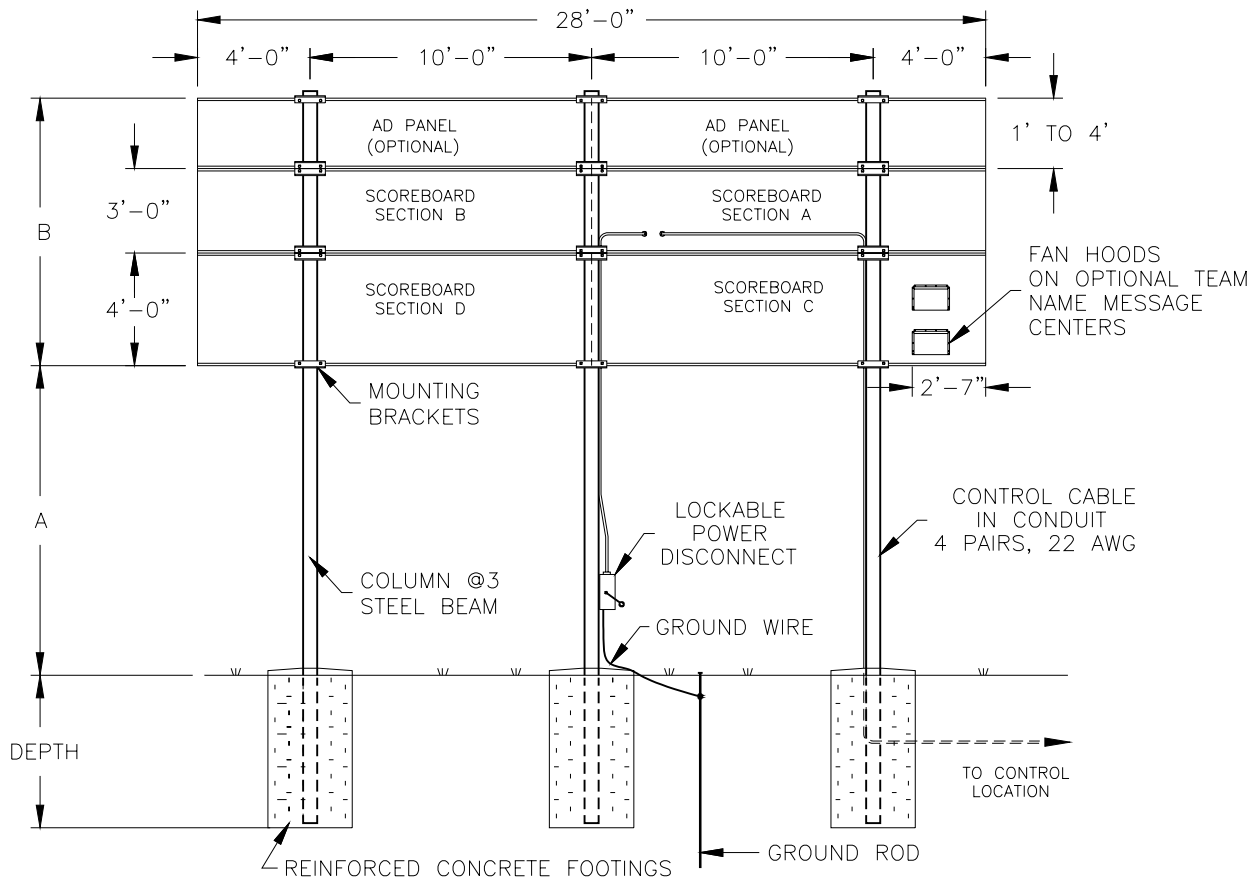 28'-0"
4'-0"
10'-0"
10'-0"
4'-0"
AD PANEL
(OPTIONAL)
AD PANEL
(OPTIONAL)
1' TO 4'
SCOREBOARD
SECTION B
SCOREBOARD
SECTION A
3'-0"
B
FAN HOODS
ON OPTIONAL TEAM
NAME MESSAGE
CENTERS
SCOREBOARD
SECTION D
SCOREBOARD
SECTION C
4'-0"
MOUNTING
BRACKETS
2'-7"
A
LOCKABLE
POWER
DISCONNECT
CONTROL CABLE
IN CONDUIT
4 PAIRS, 22 AWG
COLUMN @3
STEEL BEAM
GROUND WIRE
DEPTH
TO CONTROL
LOCATION
REINFORCED CONCRETE FOOTINGS
GROUND ROD